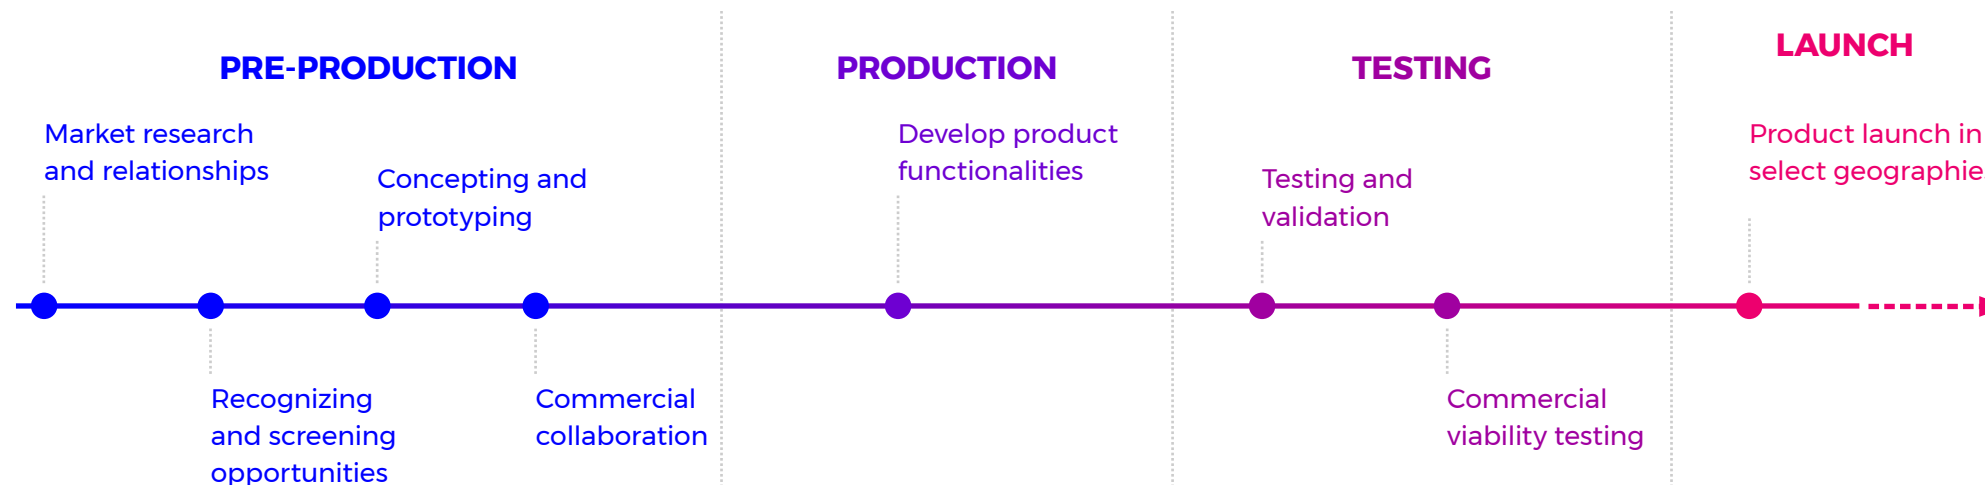 PRE-PRODUCTION
Market research
and relationships
Concepting and
prototyping
Recognizing
and screening
opportunities
Commercial
collaboration
PRODUCTION
Develop product
functionalities
TESTING
Testing and
validation
Commercial
viability testing
LAUNCH
Product launch in
select geographie